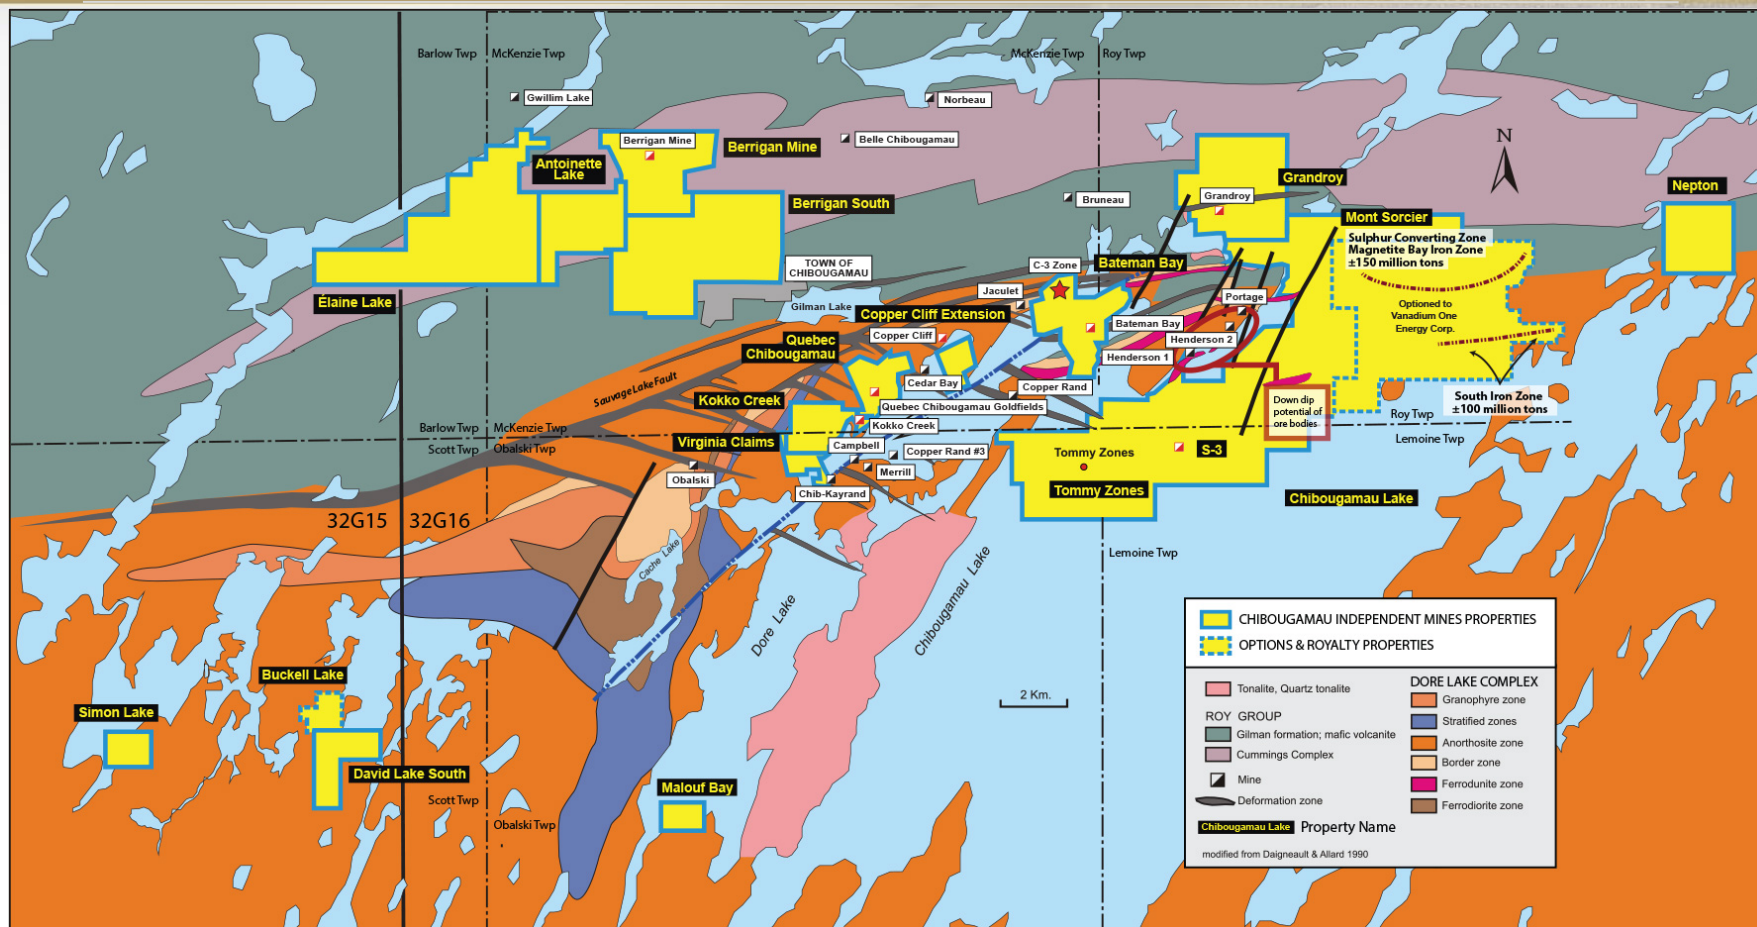 Barlow Twp
McKenzie Twp
McKenzie Twp
Roy Twp
Gwillim Lake
Norbeau
Berrigan Mine
Belle Chibougamau
Berrigan Mine
N
Antoinette
Lake
Grandroy
Nepton
Berrigan South
Bruneau
Grandroy
Mont Sorcier
Sulphur Converting Zone
Magnetite Bay Iron Zone
±150 million tons
TOWN OF
CHIBOUGAMAU
C-3 Zone
Bateman Bay
Élaine Lake
Jaculet
Portage
Gilman Lake
Copper Cliff Extension
Optioned to
Vanadium One
Energy Corp.
Bateman Bay
Copper Cliff
Henderson 2
Quebec
Chibougamau
Henderson 1
Sauvage Lake Fault
Cedar Bay
Copper Rand
Kokko Creek
Quebec Chibougamau Goldfields
Down dip
potential of
ore bodies
South Iron Zone
±100 million tons
Roy Twp
Kokko Creek
Barlow Twp
McKenzie Twp
Lemoine Twp
Virginia Claims
Campbell
Scott Twp
Obalski Twp
Copper Rand #3
Tommy Zones
S-3
Merrill
Obalski
Chib-Kayrand
Tommy Zones
Chibougamau Lake
32G15
32G16
Lemoine Twp
Cache Lake
Dore Lake
Chibougamau Lake
CHIBOUGAMAU INDEPENDENT MINES PROPERTIES
OPTIONS & ROYALTY PROPERTIES
Buckell Lake
2 Km.
Tonalite, Quartz tonalite
ROY GROUP
Gilman formation; mafic volcanite
Cummings Complex
Mine
Deformation zone
Chibougamau Lake Property Name
modified from Daigneault & Allard 1990
DORE LAKE COMPLEX
Granophyre zone
Stratified zones
Anorthosite zone
Border zone
Ferrodunite zone
Ferrodiorite zone
Simon Lake
David Lake South
Malouf Bay
Scott Twp
Obalski Twp